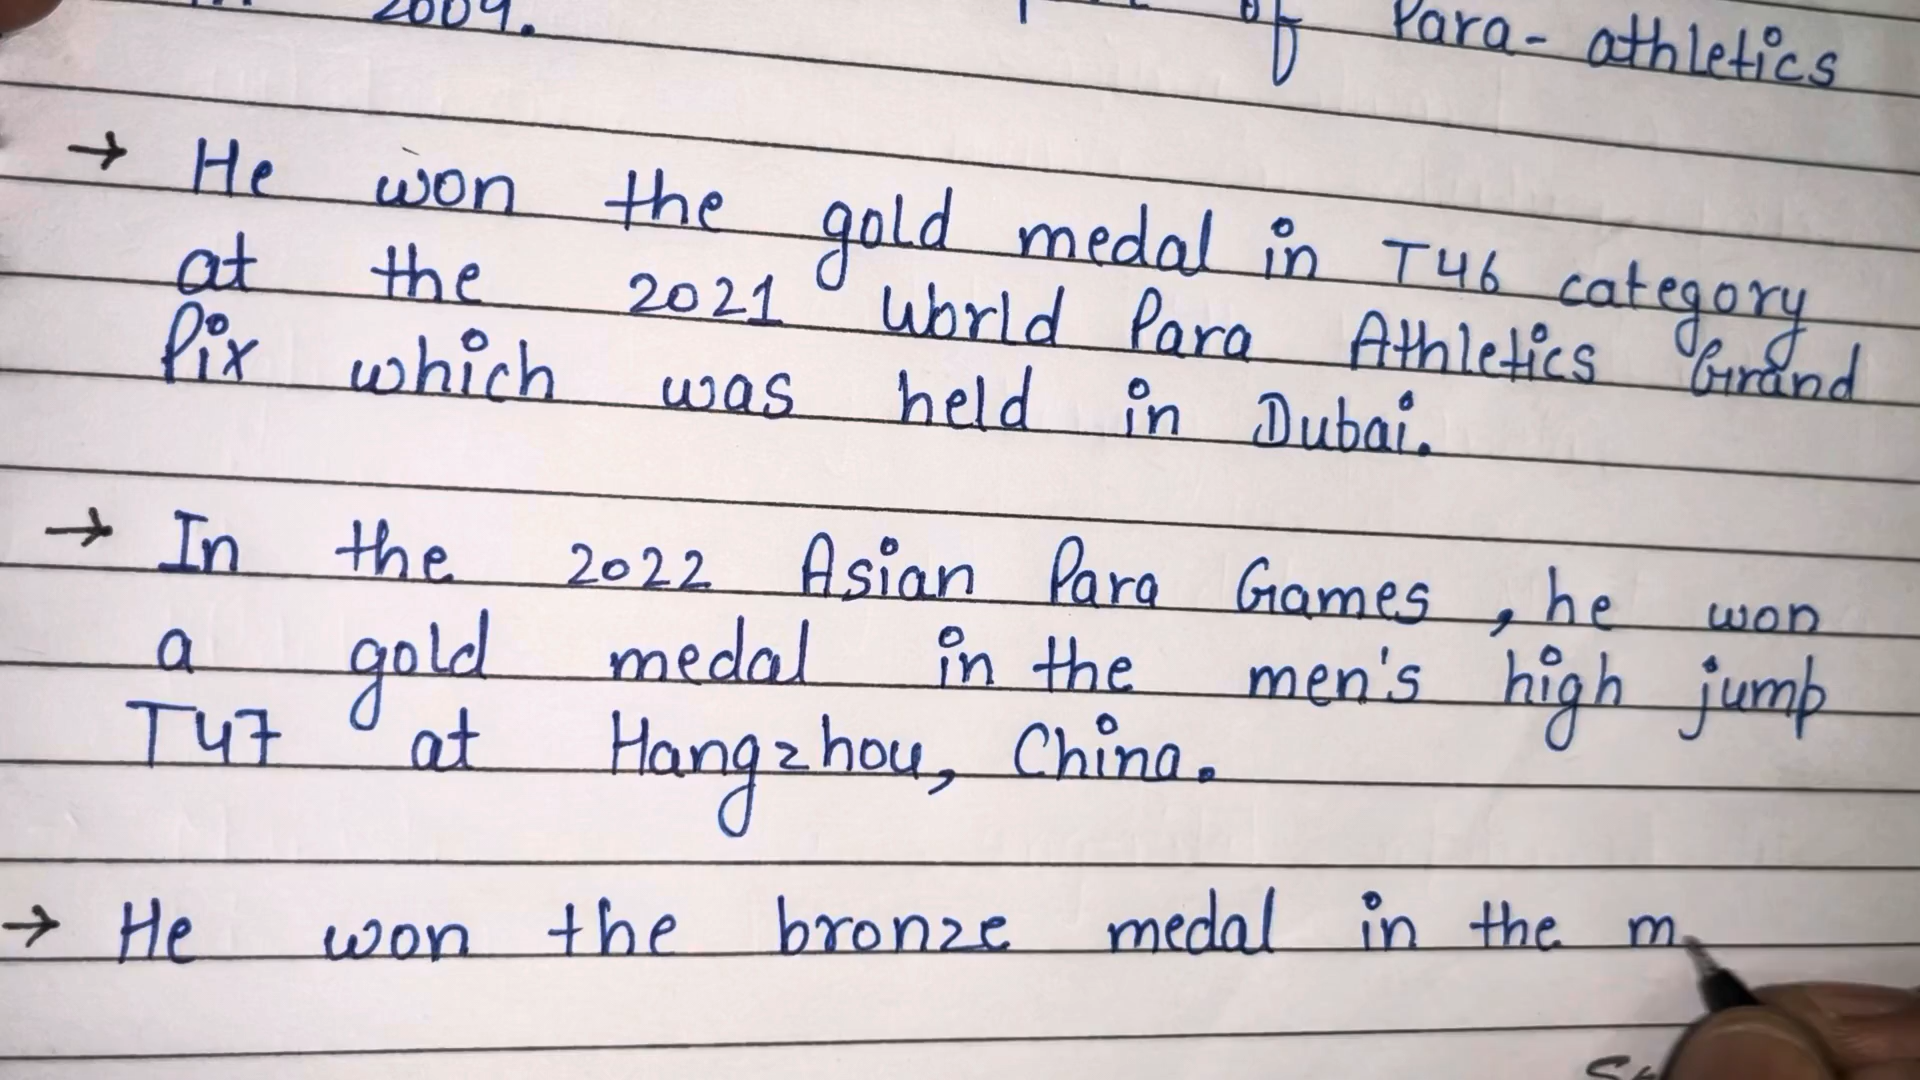 2009. of Para-athletics
→ He won the gold medal in T46 category
at the 2021 World Para Athletics Grand
Pix which was held in Dubai.
→ In the 2022 Asian Para Games, he won
a gold medal in the men's high jump
T47 at Hangzhou, China.
→ He won the bronze medal in the m